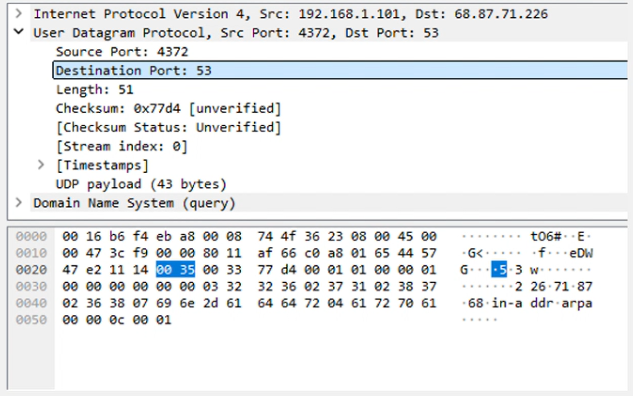 Internet Protocol Version 4, Src: 192.168.1.101, Dst: 68.87.71.226
User Datagram Protocol, Src Port: 4372, Dst Port: 53
Source Port: 4372
Destination Port: 53
Length: 51
Checksum: 0x77d4 [unverified]
[Checksum Status: Unverified]
[Stream index: 0]
[Timestamps]
UDP payload (43 bytes)
Domain Name System (query)
0000 00 16 b6 f4 eb a8 00 08 74 4f 36 23 08 00 45 00 ········ tO6#··E·
0010 00 47 3c f9 00 00 80 11 af 66 c0 a8 01 65 44 57 ·G<····· ·f···eDW
0020 47 e2 11 14 00 35 00 33 77 d4 00 01 01 00 00 01 G····5·3 w·······
0030 00 00 00 00 00 00 03 32 32 36 02 37 31 02 38 37 ·······2 26·71·87
0040 02 36 38 07 69 6e 2d 61 64 64 72 04 61 72 70 61 ·68·in-a ddr·arpa
0050 00 00 0c 00 01 ·····